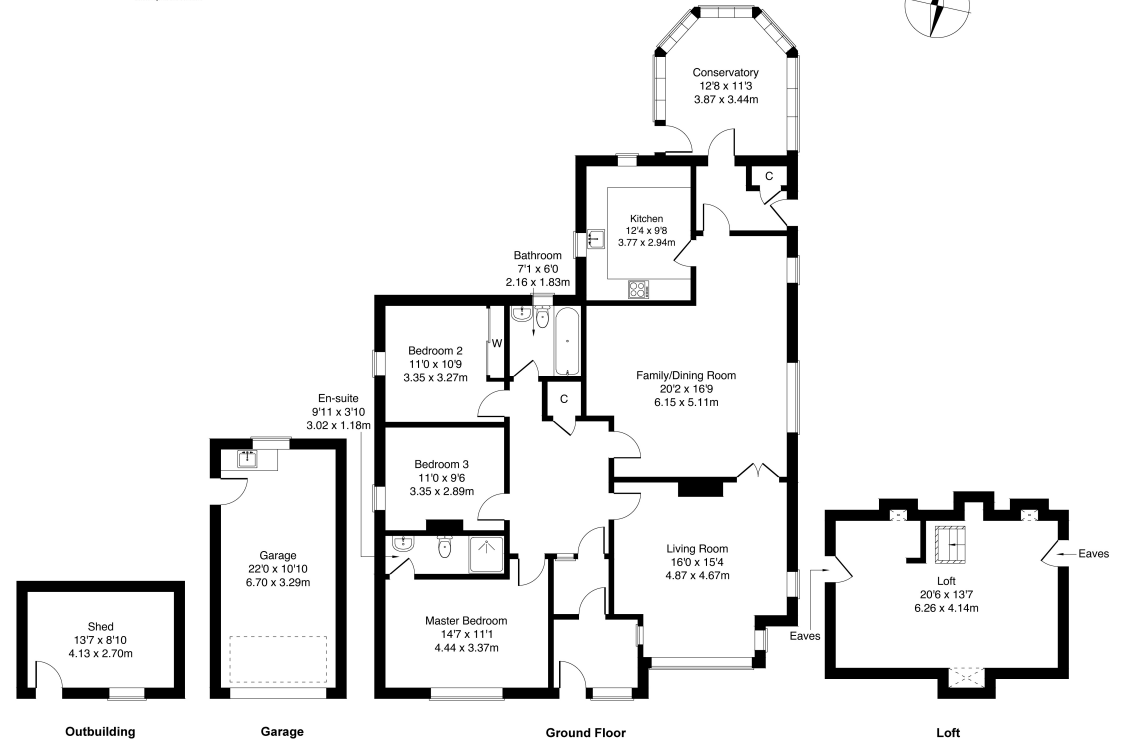 Conservatory
12'8 x 11'3
3.87 x 3.44m
C
Kitchen
12'4 x 9'8
3.77 x 2.94m
Bathroom
7'1 x 6'0
2.16 x 1.83m
Bedroom 2
11'0 x 10'9
3.35 x 3.27m
W
Family/Dining Room
20'2 x 16'9
6.15 x 5.11m
En-suite
9'11 x 3'10
3.02 x 1.18m
C
Bedroom 3
11'0 x 9'6
3.35 x 2.89m
Garage
22'0 x 10'10
6.70 x 3.29m
Living Room
16'0 x 15'4
4.87 x 4.67m
Eaves
Loft
20'6 x 13'7
6.26 x 4.14m
Eaves
Shed
13'7 x 8'10
4.13 x 2.70m
Master Bedroom
14'7 x 11'1
4.44 x 3.37m
Outbuilding
Garage
Ground Floor
Loft